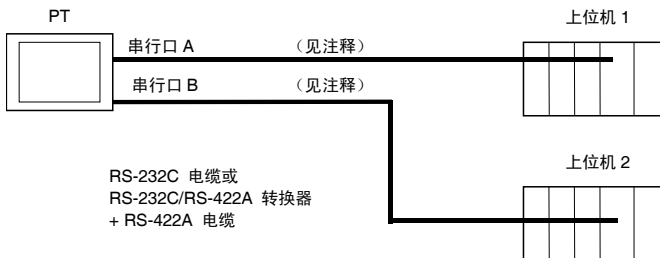 PT
上位机 1
串行口 A （见注释）
串行口 B （见注释）
RS-232C 电缆或
RS-232C/RS-422A 转换器
+ RS-422A 电缆
上位机 2